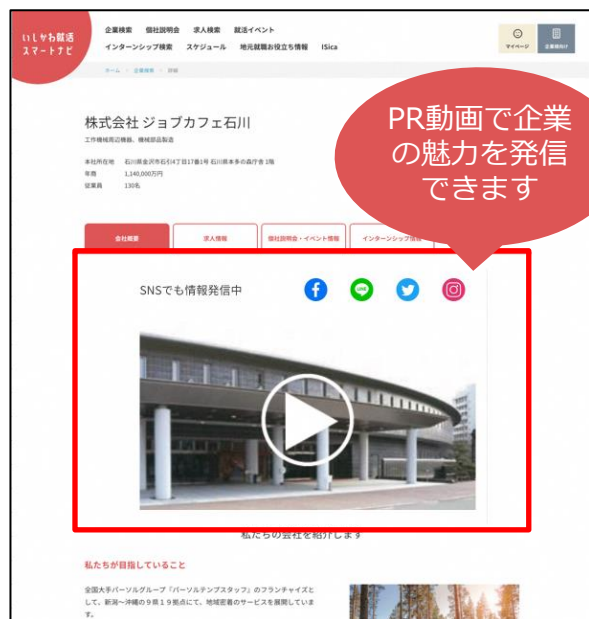 いしかわ就活
スマートナビ
企業検索 個社説明会 求人検索 就活イベント
インターンシップ検索 スケジュール 地元就職お役立ち情報 ISica
マイページ
企業様向け
ホーム > 企業検索 > 詳細
株式会社 ジョブカフェ石川
工作機械周辺機器、機械部品製造
本社所在地 石川県金沢市石引4丁目17番1号 石川県本多の森庁舎 1階
年商 1,140,000万円
従業員 130名
PR動画で企業
の魅力を発信
できます
会社概要
求人情報
個社説明会・イベント情報
インターンシップ情報
SNSでも情報発信中
LINE
私たちの会社を紹介します
私たちが目指していること
全国大手パーソルグループ「パーソルテンプスタッフ」のフランチャイズと
して、新潟～沖縄の9県19拠点にて、地域密着のサービスを展開していま
す。